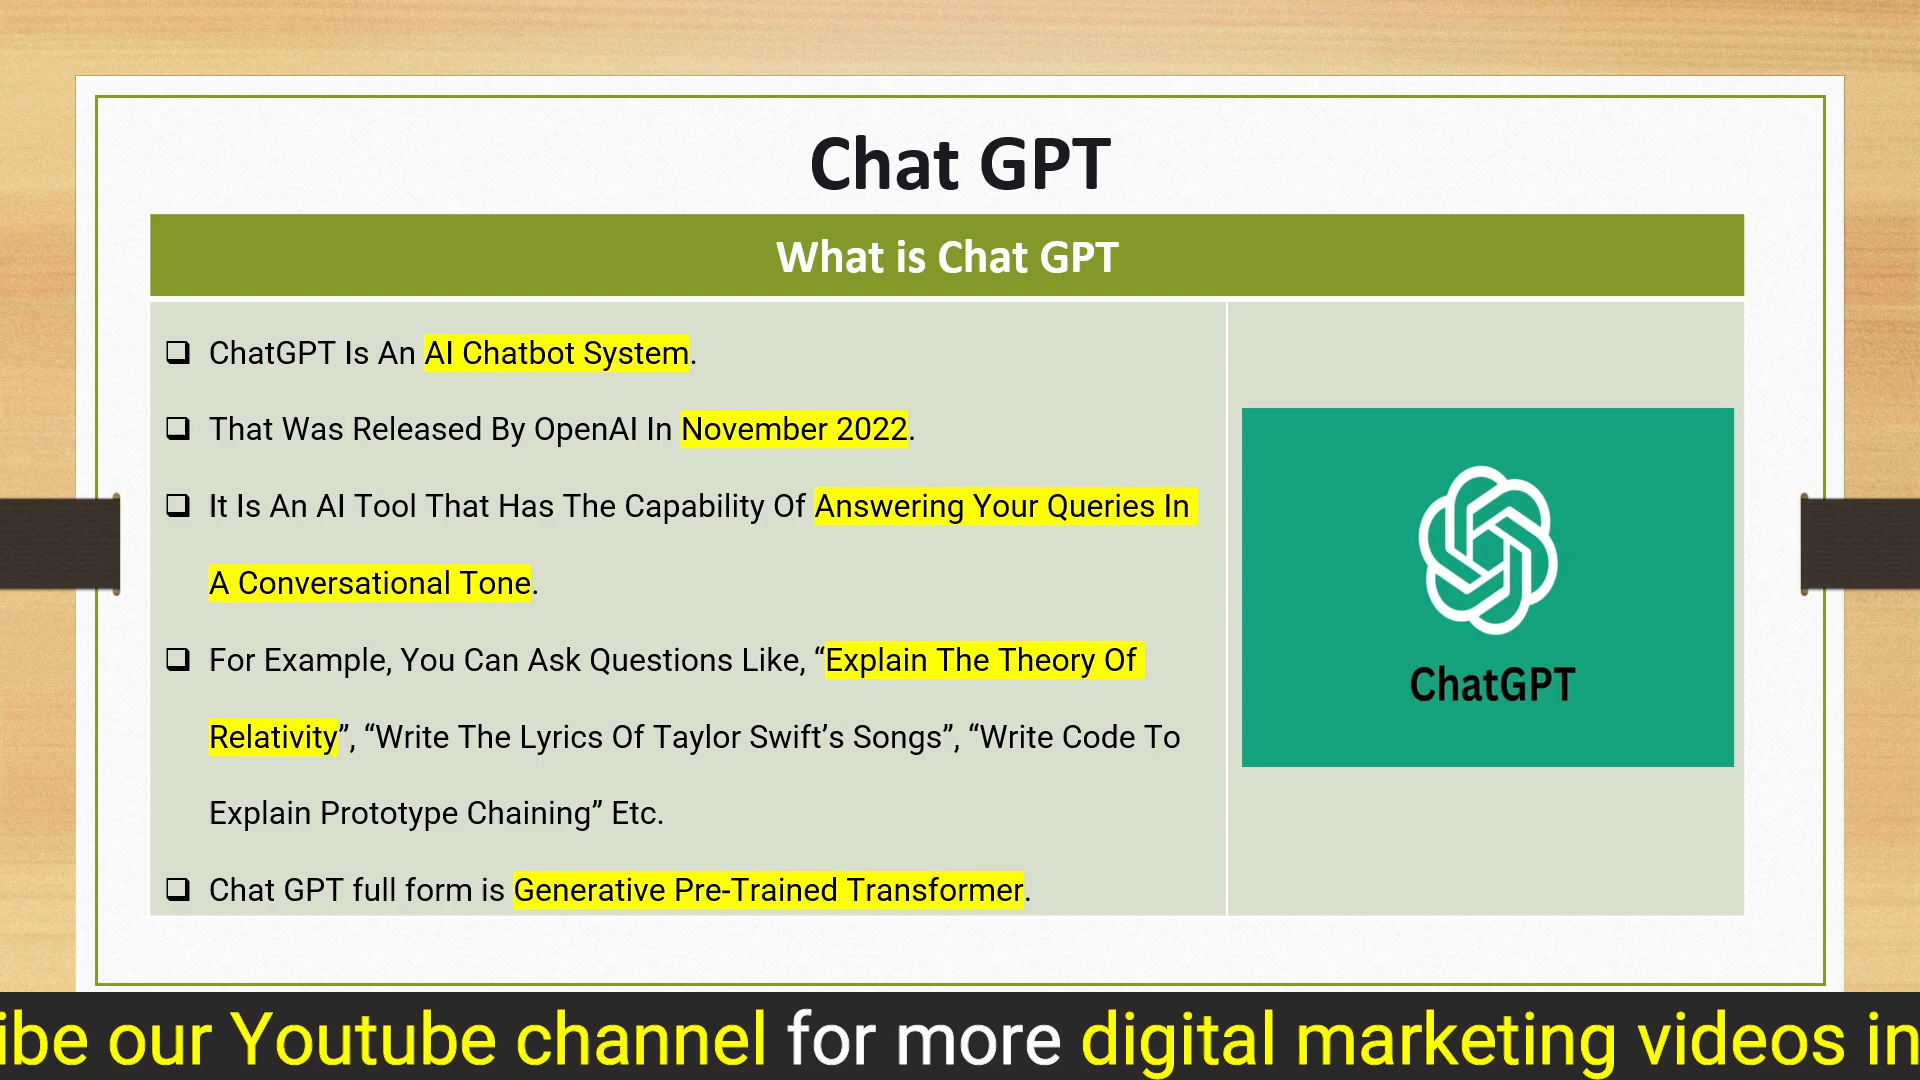 Chat GPT
What is Chat GPT
❑ ChatGPT Is An AI Chatbot System.
❑ That Was Released By OpenAI In November 2022.
❑ It Is An AI Tool That Has The Capability Of Answering Your Queries In
A Conversational Tone.
❑ For Example, You Can Ask Questions Like, “Explain The Theory Of
Relativity”, “Write The Lyrics Of Taylor Swift’s Songs”, “Write Code To
Explain Prototype Chaining” Etc.
❑ Chat GPT full form is Generative Pre-Trained Transformer.
ChatGPT
ibe our Youtube channel for more digital marketing videos in